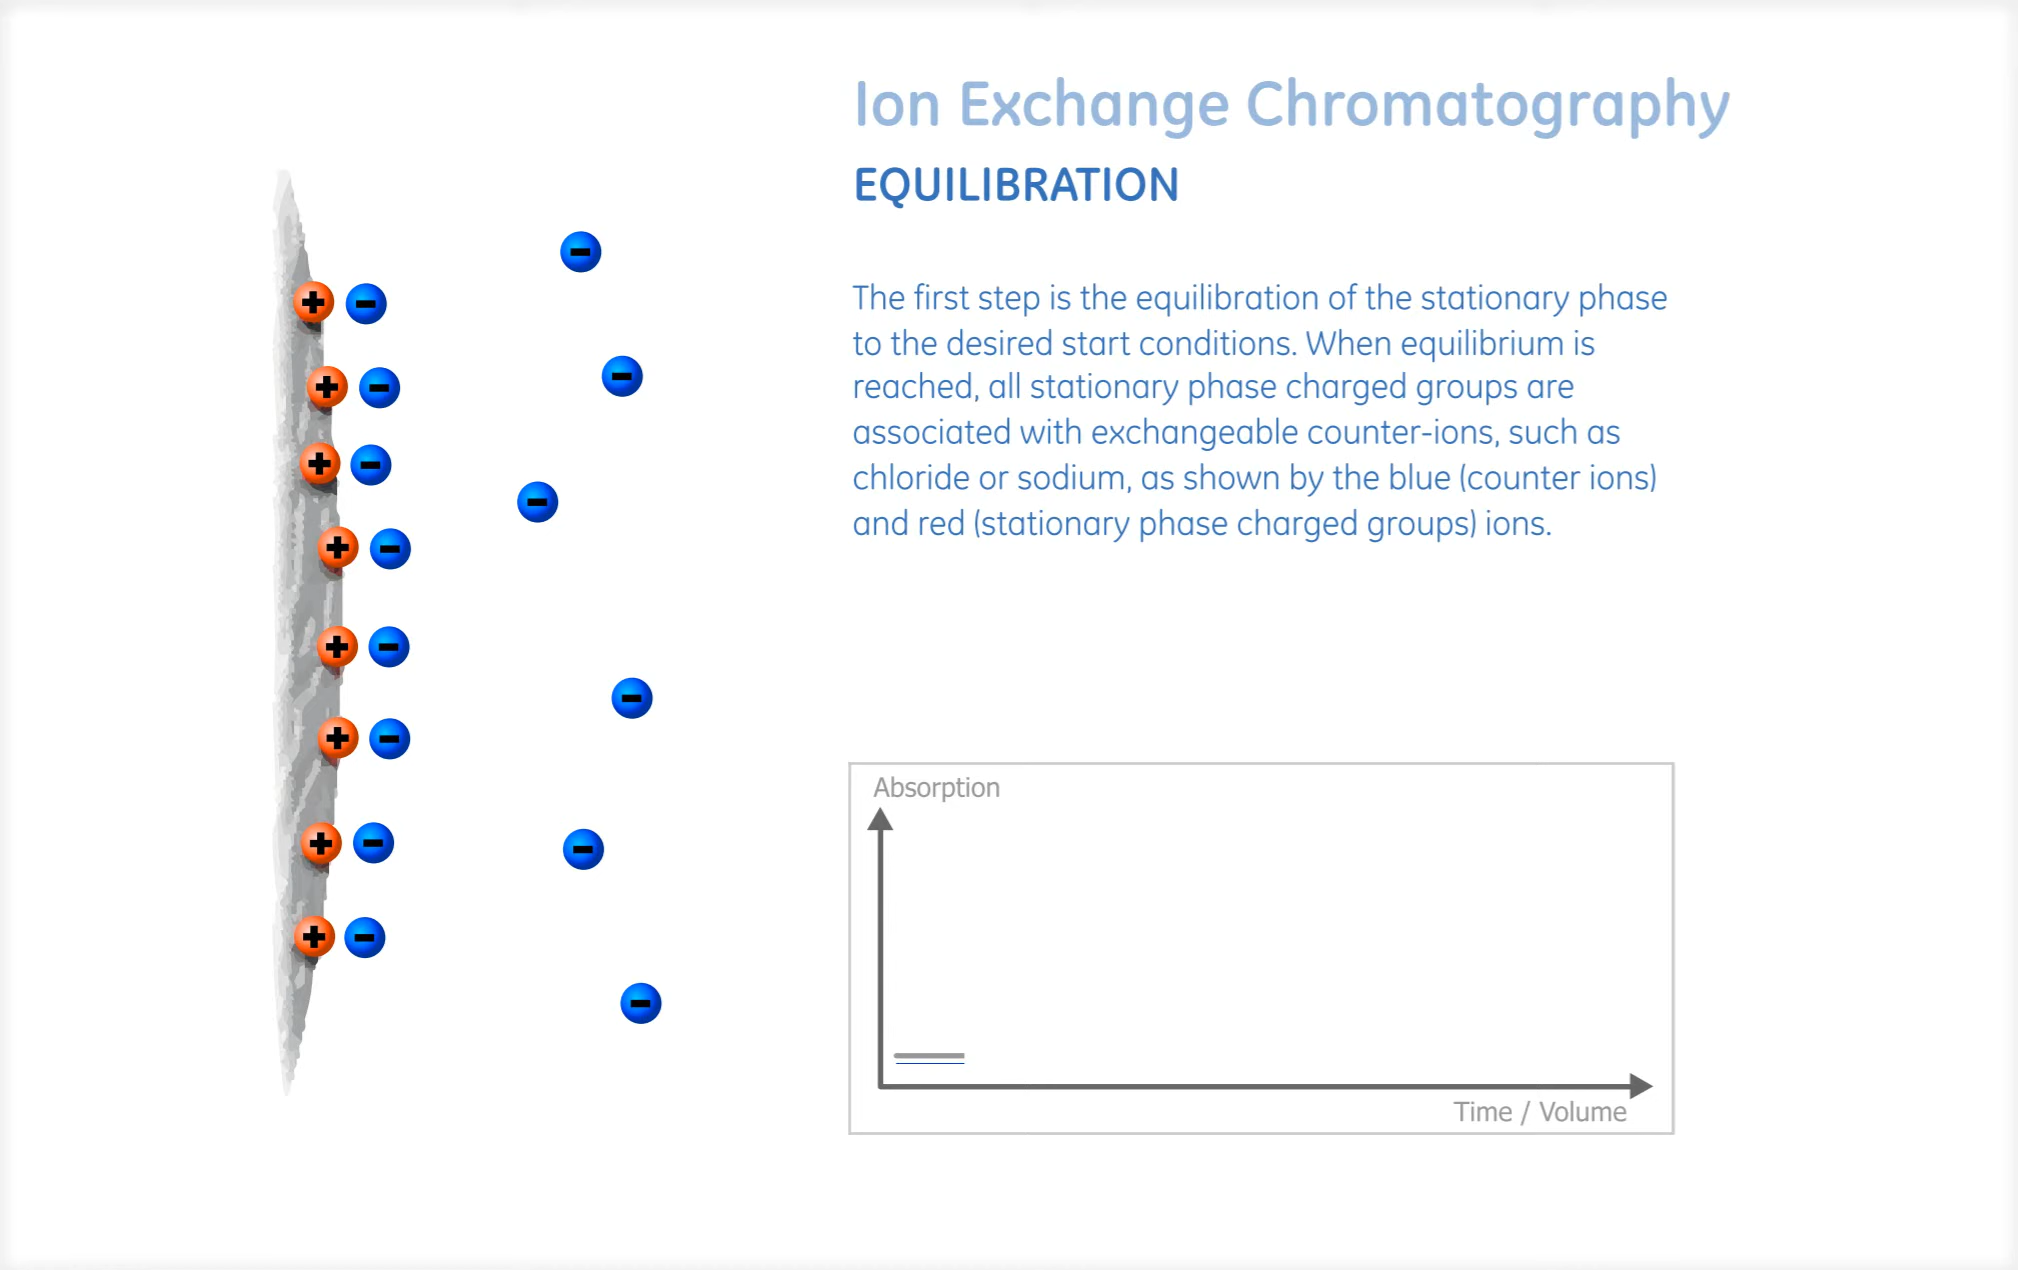 Ion Exchange Chromatography
EQUILIBRATION
The first step is the equilibration of the stationary phase
to the desired start conditions. When equilibrium is
reached, all stationary phase charged groups are
associated with exchangeable counter-ions, such as
chloride or sodium, as shown by the blue (counter ions)
and red (stationary phase charged groups) ions.
Absorption
Time / Volume